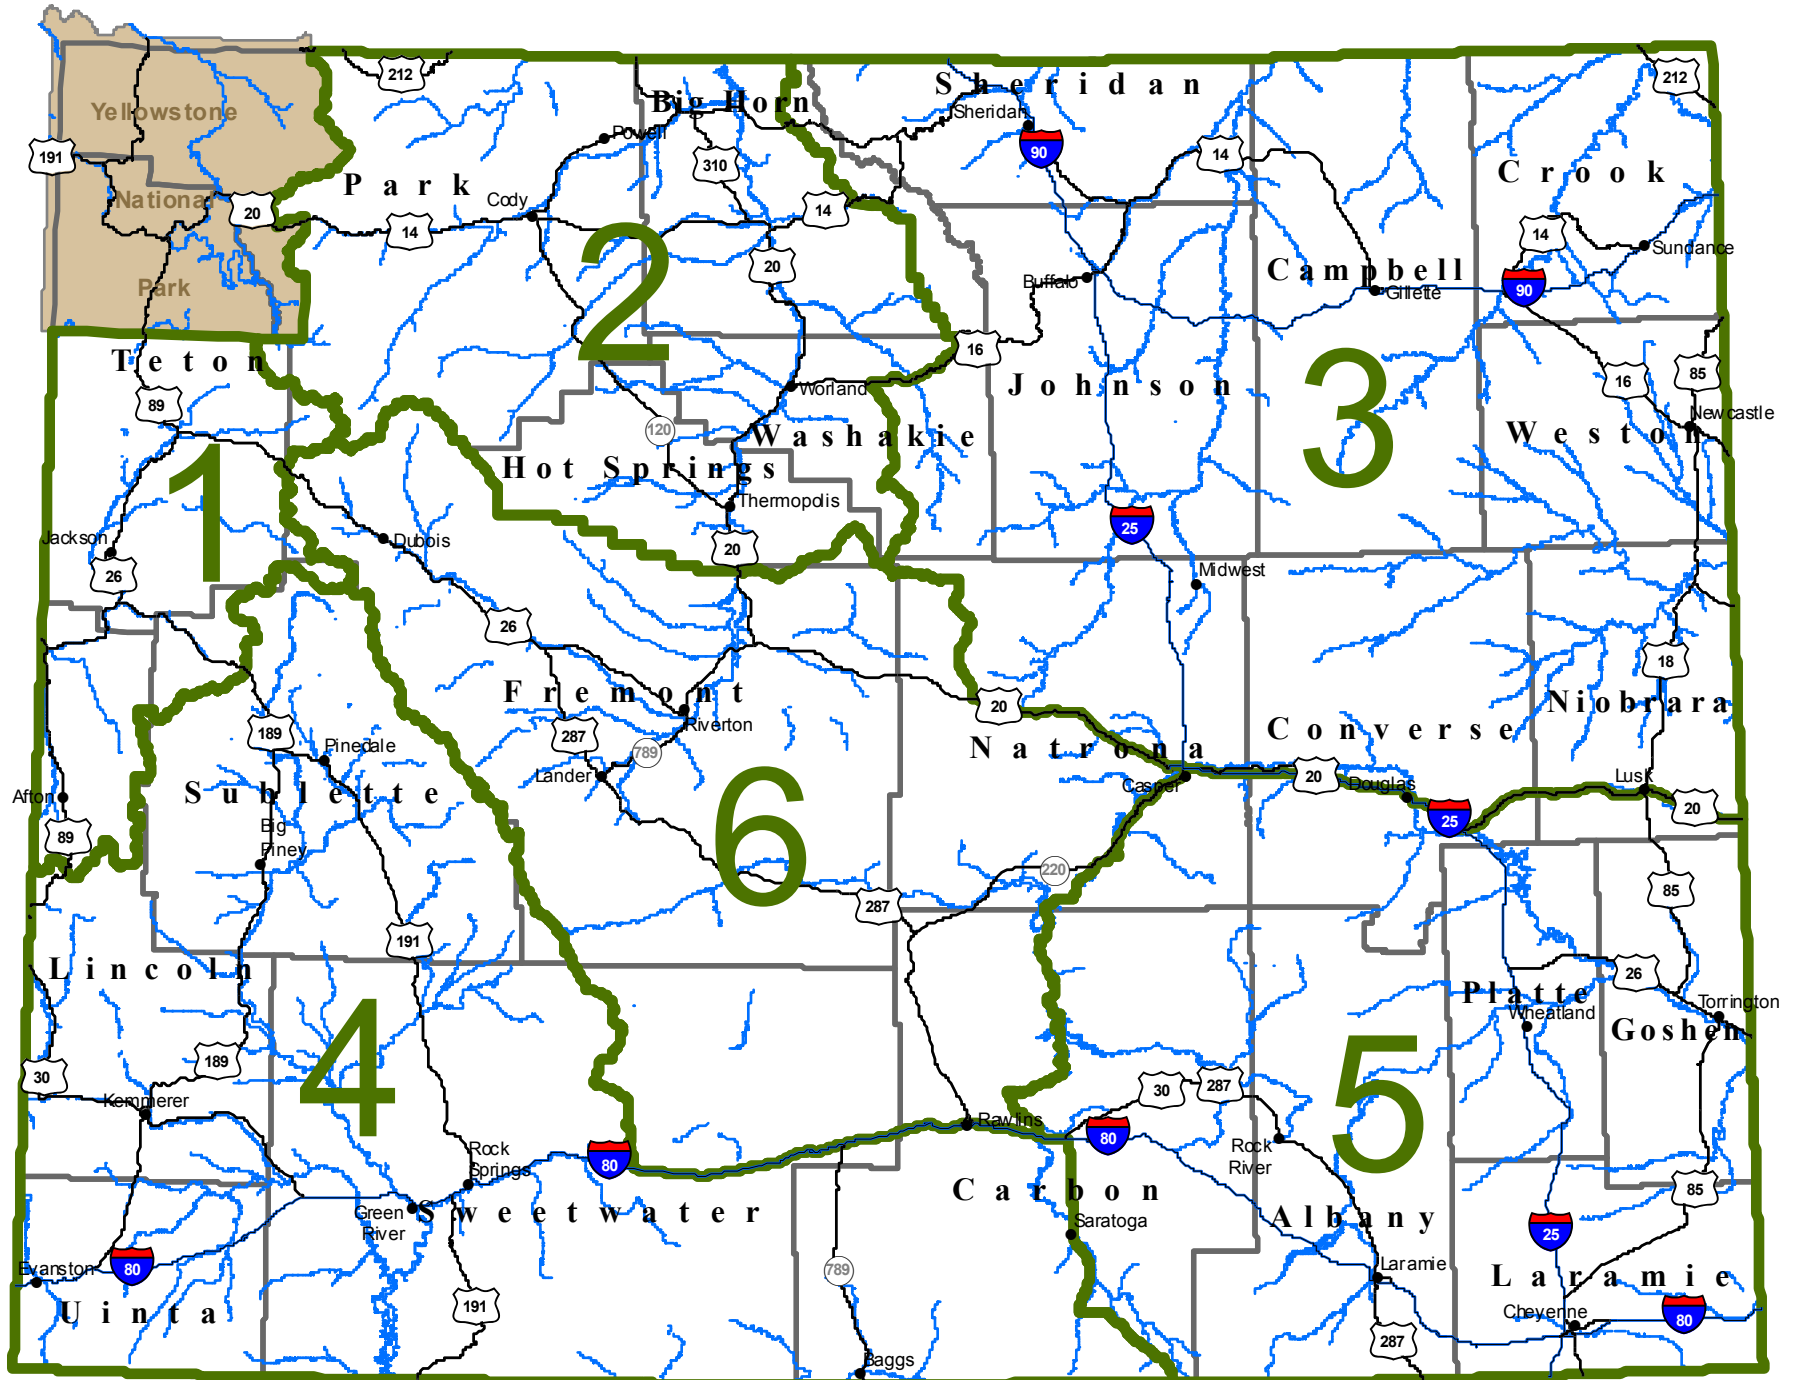 212
Sheridan
212
Big Horn
Yellowstone
Sheridan
Powell
191
90
14
310
Crook
Park
National
Cody
20
14
14
14
Sundance
20
Campbell
Buffalo
Gillette
90
Park
2
16
Teton
3
85
16
Johnson
Worland
89
Newcastle
120
Washakie
Weston
Hot Springs
1
Thermopolis
25
Jackson
Dubois
20
26
Midwest
26
18
Fremont
Niobrara
20
Riverton
189
287
Converse
Natrona
Pinedale
789
Lander
20
Casper
Douglas
Lusk
Sublette
Afton
20
6
Big
Piney
89
25
220
85
287
191
Lincoln
26
Platte
Torrington
Wheatland
Goshen
4
5
189
30
30
287
Kemmerer
Rawlins
80
Rock
River
Rock
Springs
80
Carbon
85
Green
River
Sweetwater
Saratoga
Albany
25
Evanston
80
789
Laramie
Laramie
Uinta
191
Cheyenne
80
287
Baggs